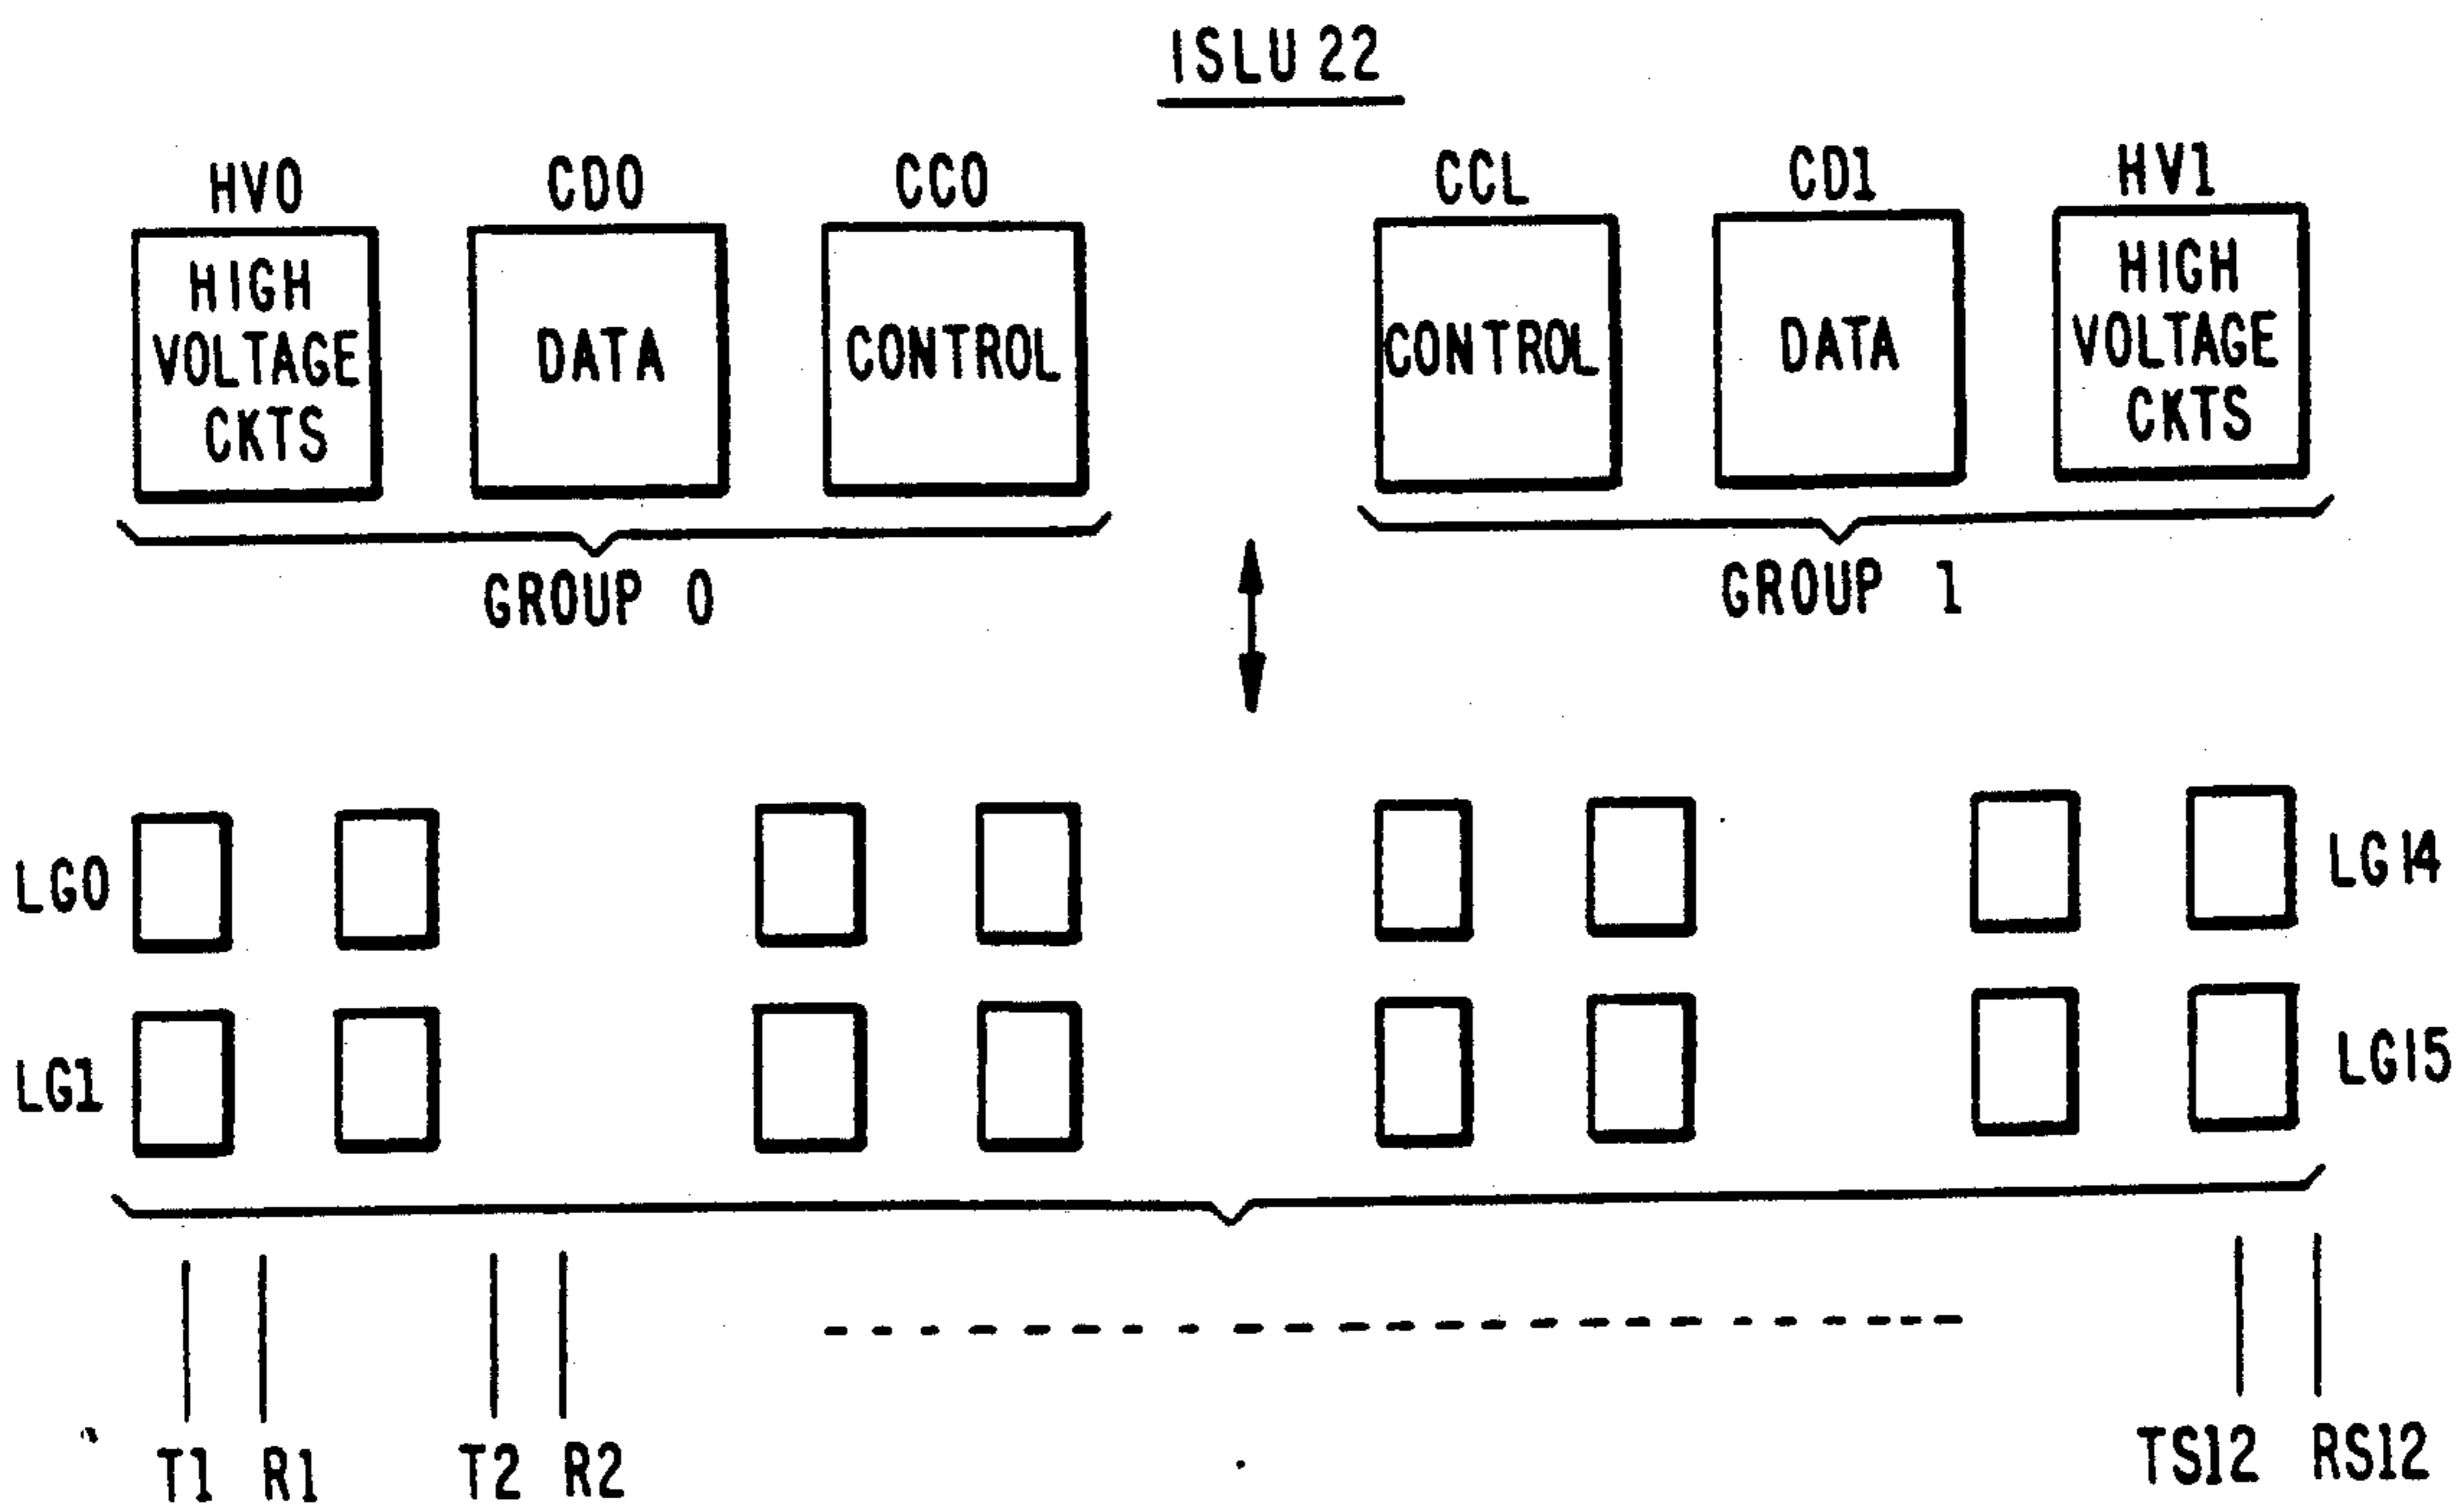 ISLU 22
HV0 CD0 CC0 CCL CD1 HV1
HIGH
VOLTAGE
CKTS
DATA
CONTROL
CONTROL
DATA
HIGH
VOLTAGE
CKTS
GROUP 0
GROUP 1
LG0
LG14
LG1
LG15
T1 R1 T2 R2 TS12 RS12